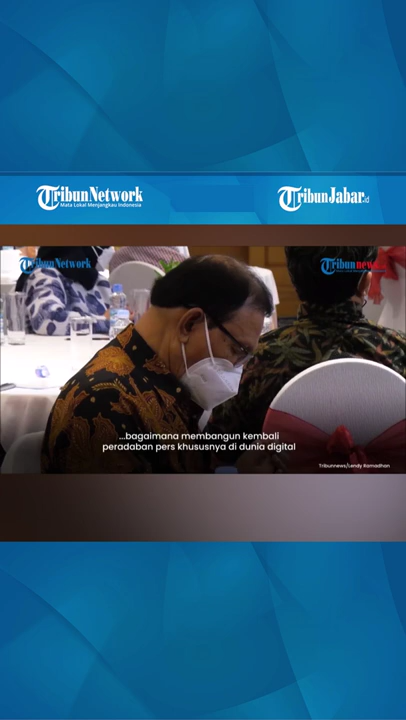 TribunNetwork
Mata Lokal Menjangkau Indonesia
TribunJabar.id
TribunNetwork
Tribunnews
...bagaimana membangun kembali
peradaban pers khususnya di dunia digital
Tribunnews/Lendy Ramadhan